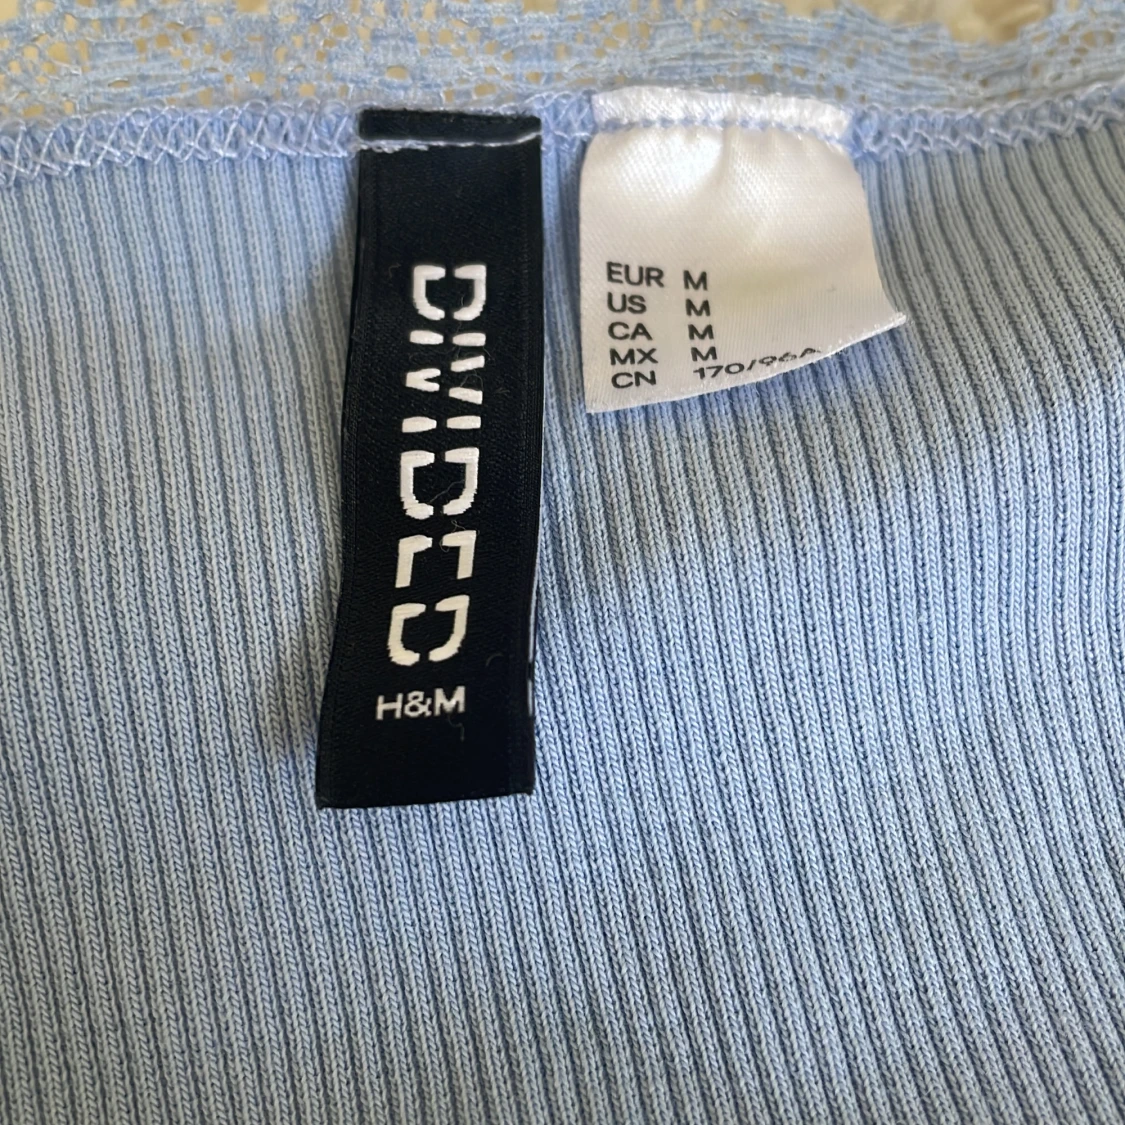 DIVIDED
H&M
EUR M
US M
CA M
MX M
CN 170/96A